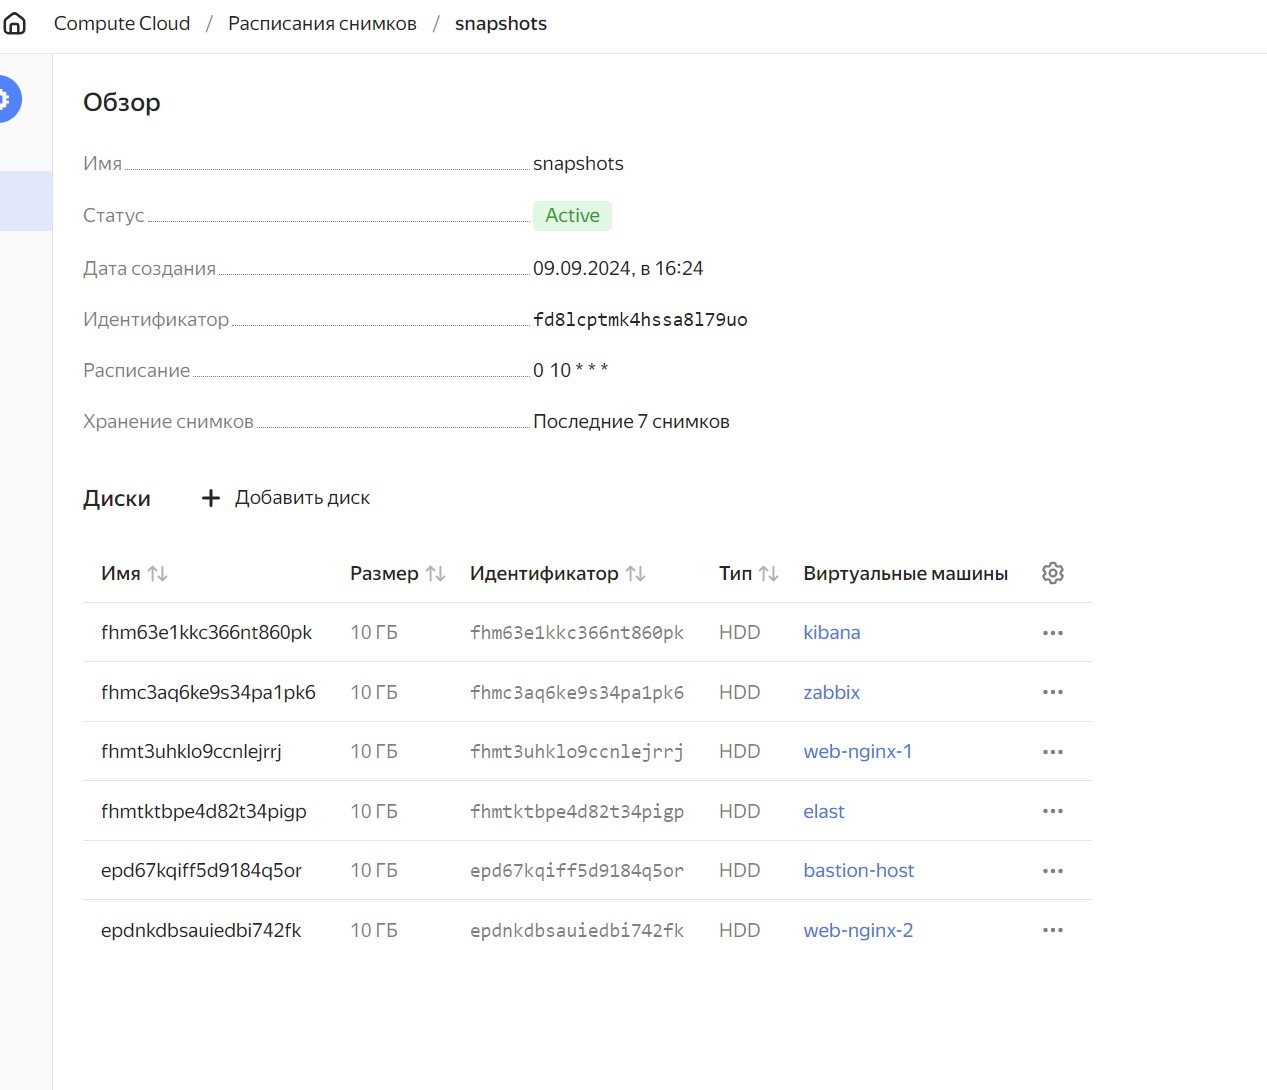 Compute Cloud / Расписания снимков / snapshots
Обзор
Имя snapshots
Статус Active
Дата создания 09.09.2024, в 16:24
Идентификатор fd8lcptmk4hssa8l79uo
Расписание 0 10 * * *
Хранение снимков Последние 7 снимков
Диски + Добавить диск
Имя Размер Идентификатор Тип Виртуальные машины
fhm63e1kkc366nt860pk 10 ГБ fhm63e1kkc366nt860pk HDD kibana
fhmc3aq6ke9s34pa1pk6 10 ГБ fhmc3aq6ke9s34pa1pk6 HDD zabbix
fhmt3uhklo9ccnlejrrj 10 ГБ fhmt3uhklo9ccnlejrrj HDD web-nginx-1
fhmtktbpe4d82t34pigp 10 ГБ fhmtktbpe4d82t34pigp HDD elast
epd67kqiff5d9184q5or 10 ГБ epd67kqiff5d9184q5or HDD bastion-host
epdnkdbsauiedbi742fk 10 ГБ epdnkdbsauiedbi742fk HDD web-nginx-2